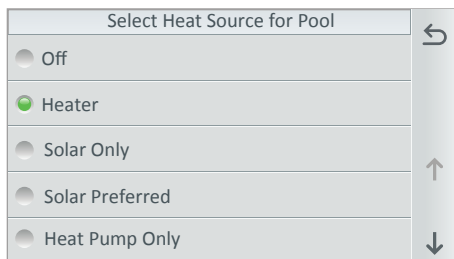 Select Heat Source for Pool
Off
Heater
Solar Only
Solar Preferred
Heat Pump Only